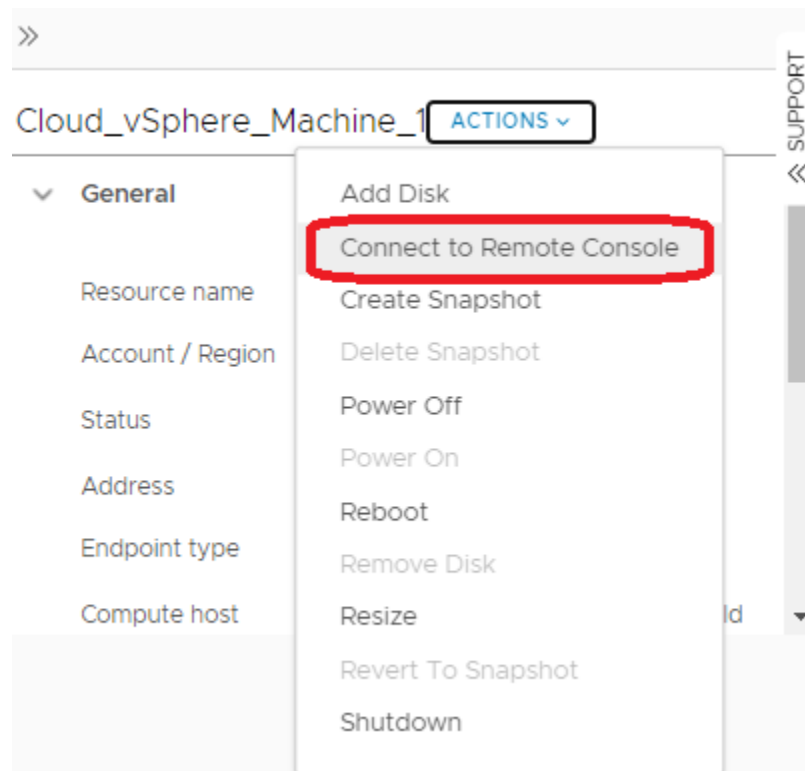 »
SUPPORT
«
Cloud_vSphere_Machine_1
ACTIONS
General
Resource name
Account / Region
Status
Address
Endpoint type
Compute host
ld
Add Disk
Connect to Remote Console
Create Snapshot
Delete Snapshot
Power Off
Power On
Reboot
Remove Disk
Resize
Revert To Snapshot
Shutdown